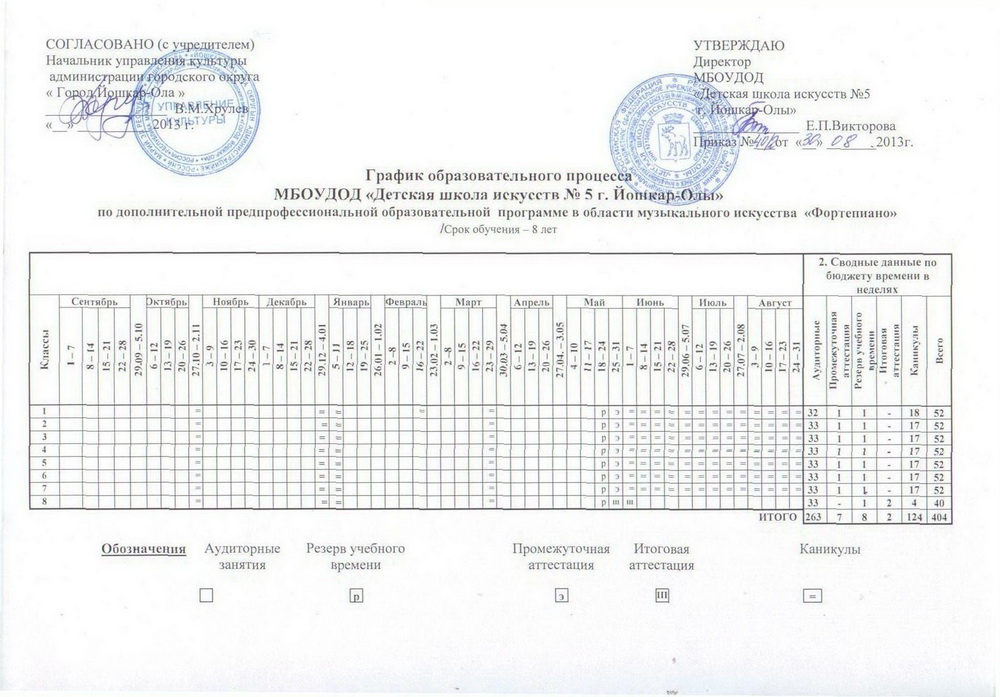 СОГЛАСОВАНО (с учредителем)
Начальник управления культуры
администрации городского округа
« Город Йошкар-Ола »
В.М.Хрулев
«__» 2013 г.
УТВЕРЖДАЮ
Директор
МБОУДОД
«Детская школа искусств №5
г. Йошкар-Олы»
Е.П.Викторова
Приказ № от «30» 08 2013г.
УПРАВЛЕНИЕ
КУЛЬТУРЫ
График образовательного процесса
МБОУДОД «Детская школа искусств № 5 г. Йошкар-Олы»
по дополнительной предпрофессиональной образовательной программе в области музыкального искусства «Фортепиано»
/Срок обучения – 8 лет
2. Сводные данные по
бюджету времени в
неделях
Классы Сентябрь Октябрь Ноябрь Декабрь Январь Февраль Март Апрель Май Июнь Июль Август
1 – 7 8 – 14 15 – 21 22 – 28 29.09 – 5.10 6 – 12 13 – 19 20 – 26 27.10 – 2.11 3 – 9 10 – 16 17 – 23 24 – 30 1 – 7 8 – 14 15 – 21 22 – 28 29.12 – 4.01 5 – 11 12 – 18 19 – 25 26.01 – 1.02 2 –8 9 – 15 16 – 22 23.02 – 1.03 2 –8 9 – 15 16 – 22 23 – 29 30.03 – 5.04 6 – 12 13 – 19 20 – 26 27.04. – 3.05 4 – 10 11 – 17 18 – 24 25 – 31 1 – 7 8 – 14 15 – 21 22 – 28 29.06 – 5.07 6 – 12 13 – 19 20 – 26 27.07 – 2.08 3 – 9 10 – 16 17 – 23 24 – 31 Аудиторные Промежуточная аттестация Резерв учебного времени Итоговая аттестация Каникулы Всего
1 = = = = = р э = = = = = = = = = = = = = 32 1 1 - 18 52
2 = = = = р э = = = = = = = = = = = = = 33 1 1 - 17 52
3 = = = = р э = = = = = = = = = = = = = 33 1 1 - 17 52
4 = = = = р э = = = = = = = = = = = = = 33 1 1 - 17 52
5 = = = = р э = = = = = = = = = = = = = 33 1 1 - 17 52
6 = = = = р э = = = = = = = = = = = = = 33 1 1 - 17 52
7 = = = = р э = = = = = = = = = = = = = 33 1 1 - 17 52
8 = = = = р III III 33 - 1 2 4 40
ИТОГО 263 7 8 2 124 404
Обозначения Аудиторные Резерв учебного Промежуточная Итоговая Каникулы
занятия времени аттестация аттестация
р э III =